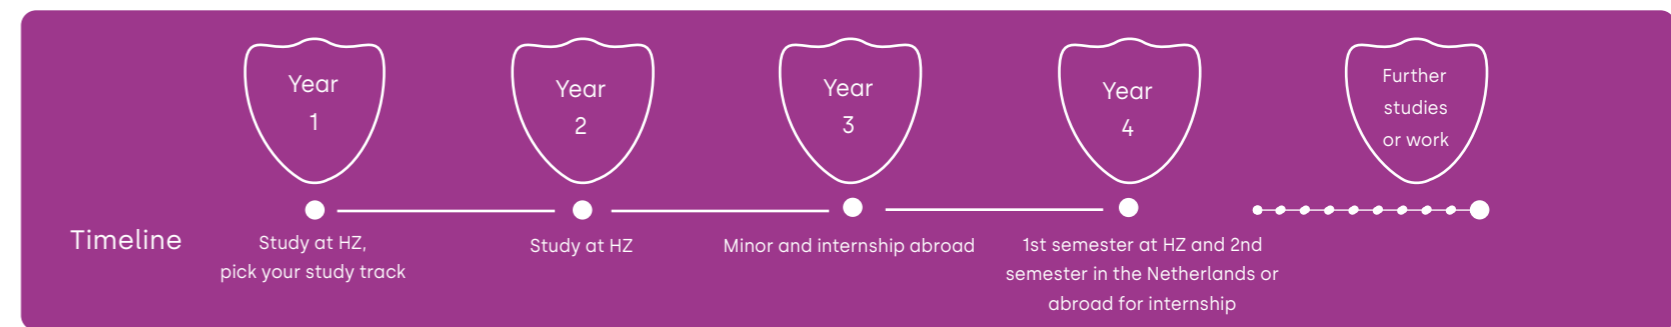 Year
1
Year
2
Year
3
Year
4
Further
studies
or work
Timeline
Study at HZ,
pick your study track
Study at HZ
Minor and internship abroad
1st semester at HZ and 2nd
semester in the Netherlands or
abroad for internship